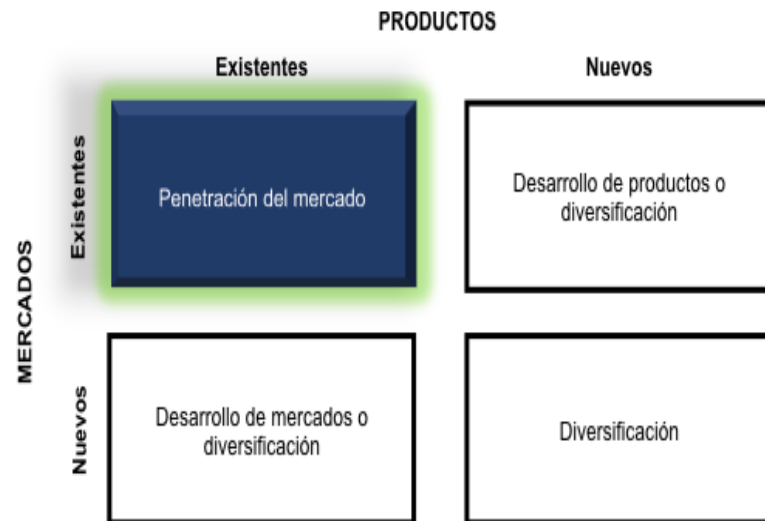 PRODUCTOS
Existentes
Nuevos
MERCADOS
Existentes
Penetración del mercado
Desarrollo de productos o
diversificación
Nuevos
Desarrollo de mercados o
diversificación
Diversificación